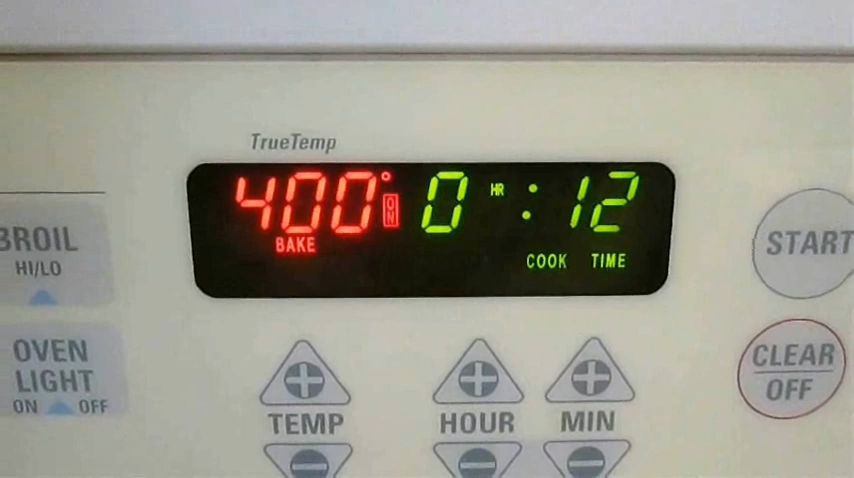 TrueTemp
400° ON 0 HR : 12
BAKE
COOK TIME
BROIL
HI/LO
START
OVEN
LIGHT
ON OFF
CLEAR
OFF
TEMP
HOUR
MIN